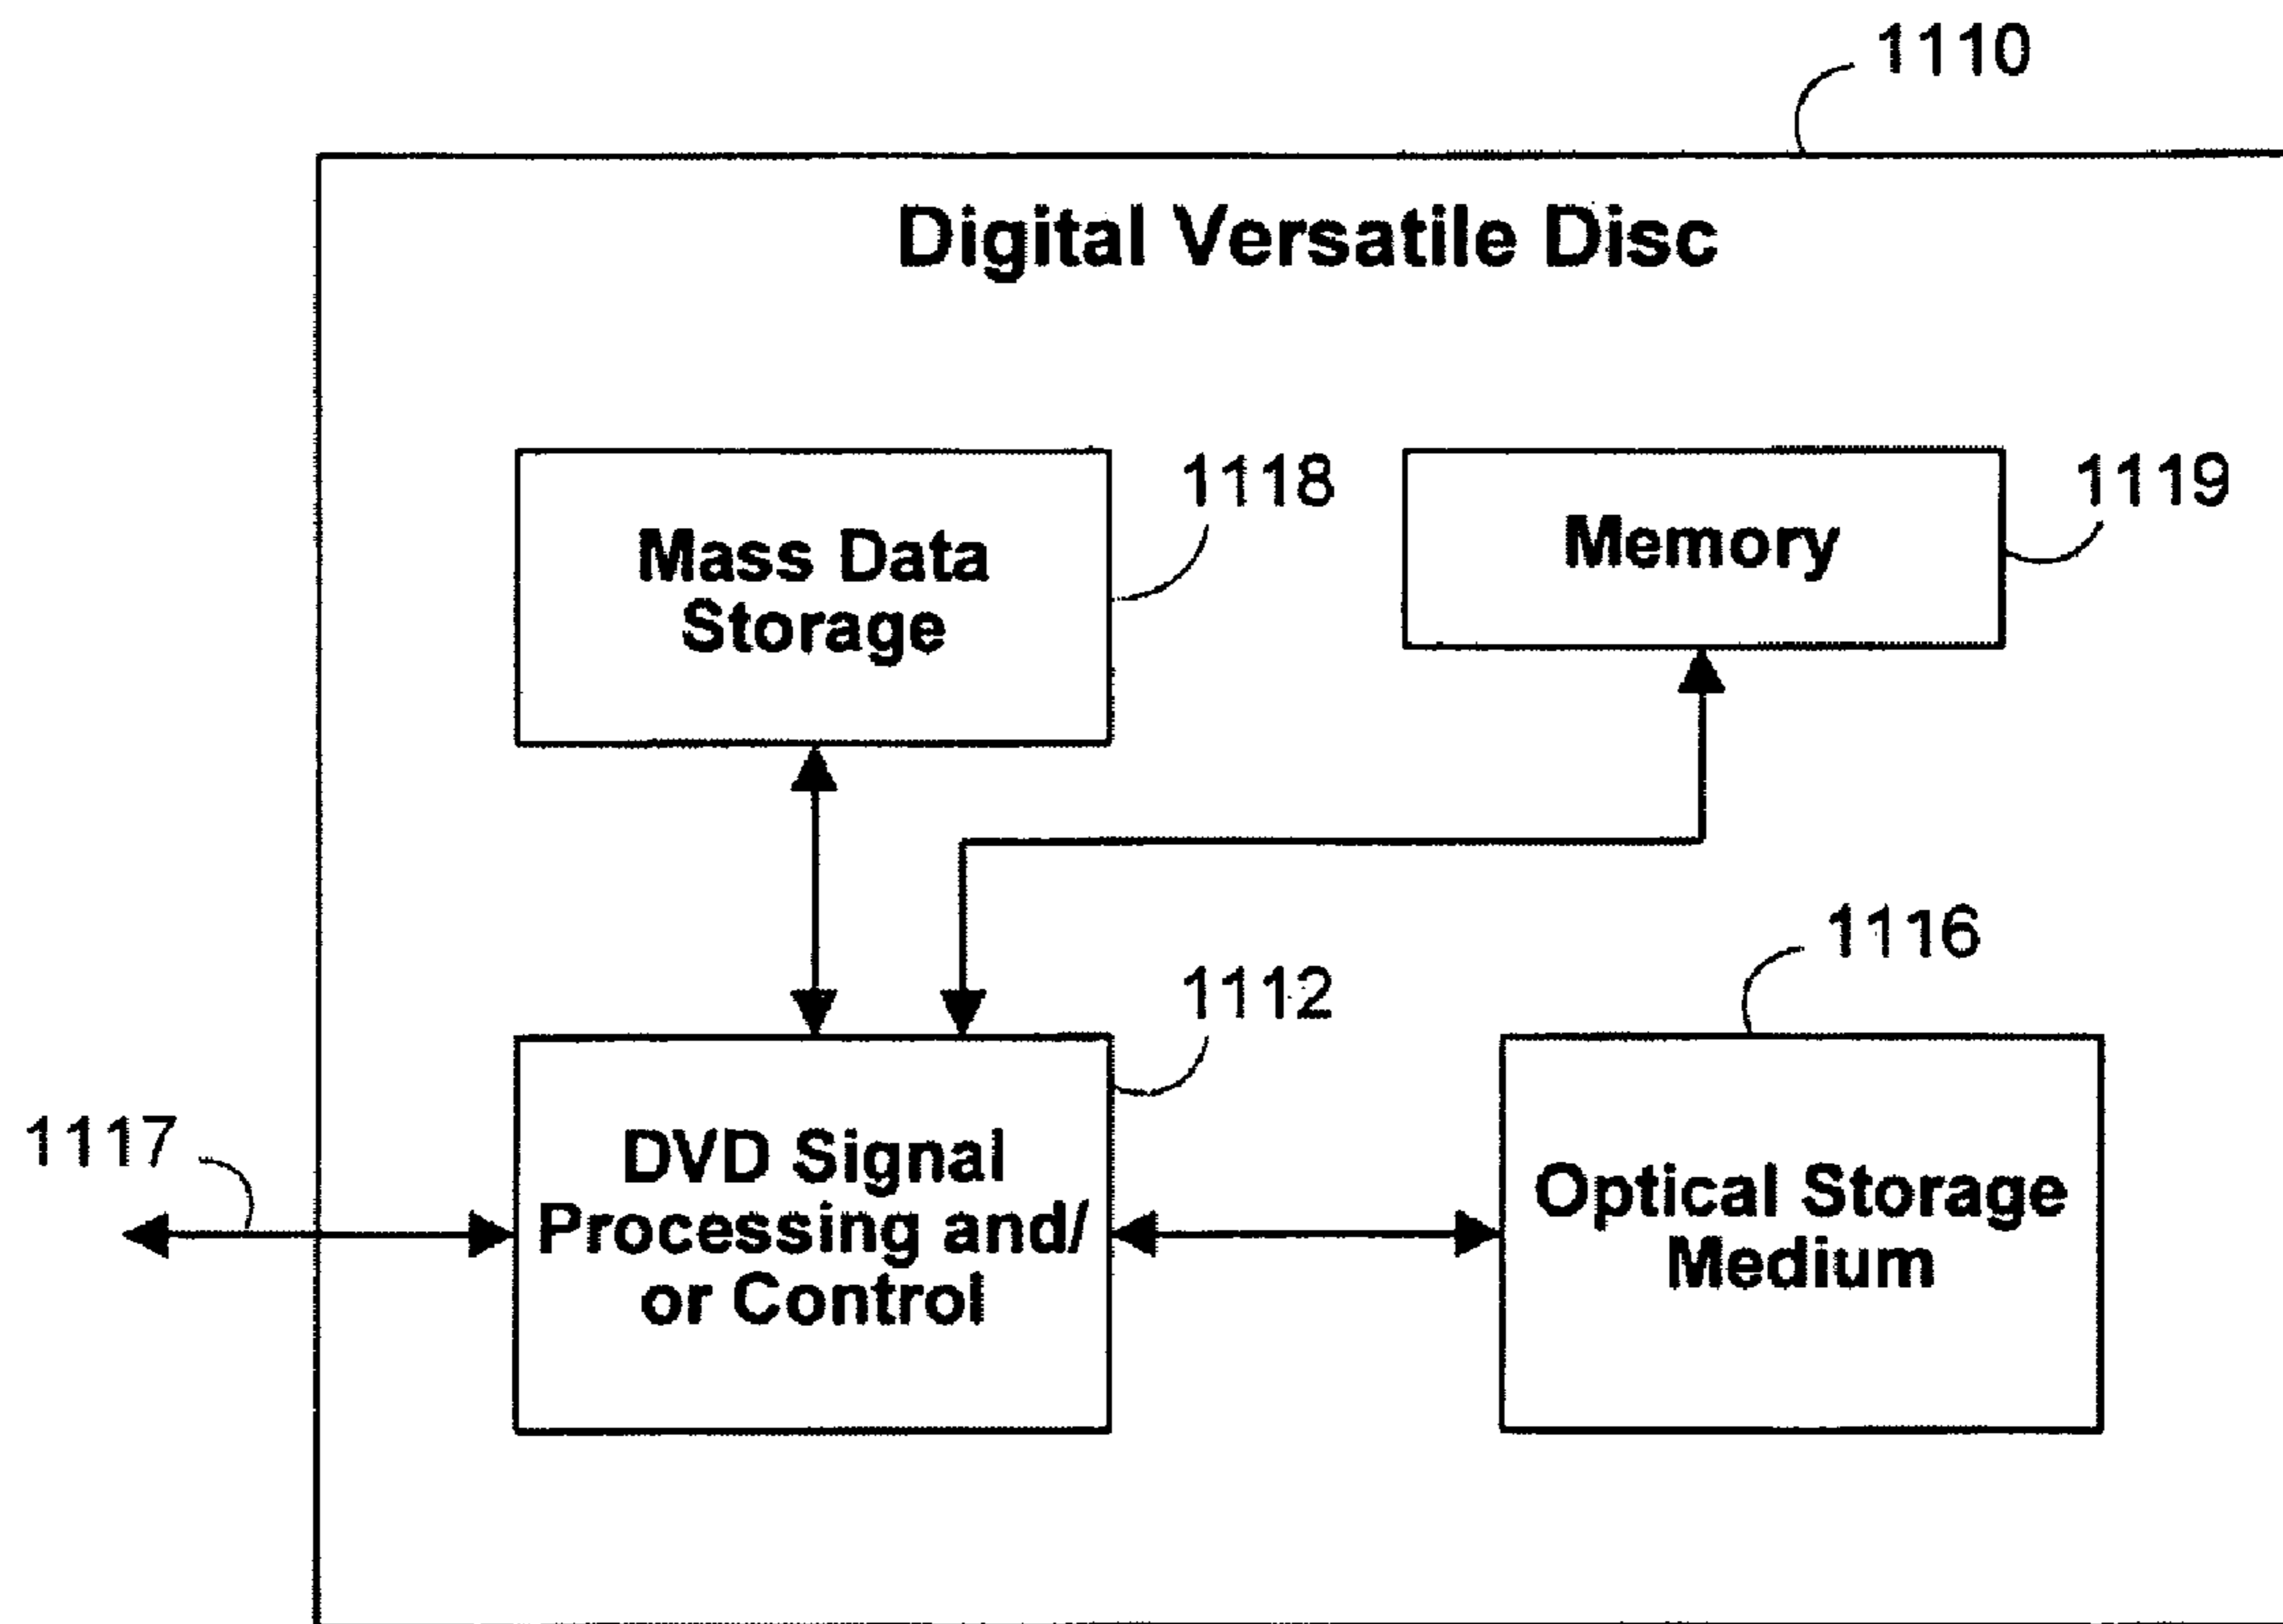 1110
Digital Versatile Disc
Mass Data
Storage
1118
Memory
1119
1116
1112
1117
DVD Signal
Processing and/
or Control
Optical Storage
Medium